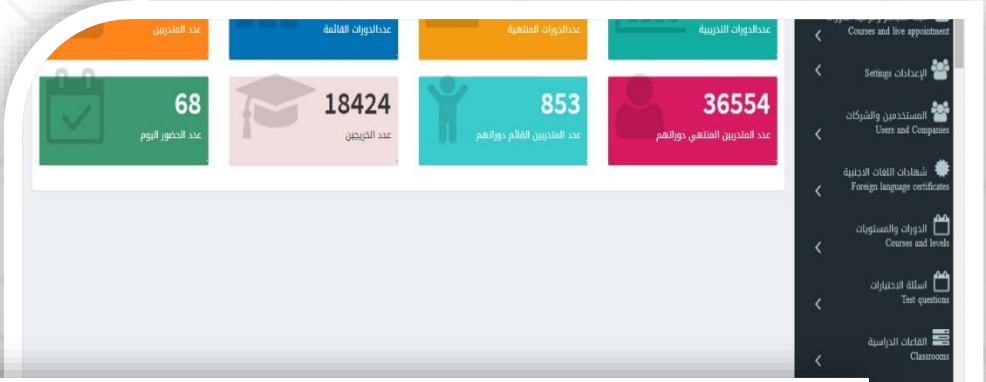 عدد المتدربين
عددالدورات القائمة
عددالدورات المنتهية
عددالدورات التدريبية
68
عدد الحضور اليوم
18424
عدد الخريجين
853
عدد المتدربين القائم دوراتهم
36554
عدد المتدربين المنتهي دوراتهم
Courses and live appointment
الإعدادات Settings
المستخدمين والشركات
Users and Companies
شهادات اللغات الاجنبية
Foreign language certificates
الدورات والمستويات
Courses and levels
اسئلة الاختبارات
Test questions
القاعات الدراسية
Classrooms